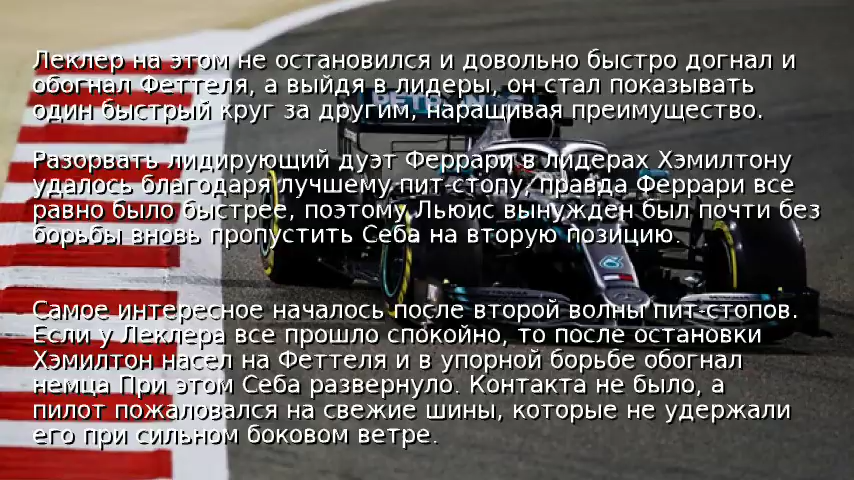 Леклер на этом не остановился и довольно быстро догнал и
обогнал Феттеля, а выйдя в лидеры, он стал показывать
один быстрый круг за другим, наращивая преимущество.
Разорвать лидирующий дуэт Феррари в лидерах Хэмилтону
удалось благодаря лучшему пит-стопу, правда Феррари все
равно было быстрее, поэтому Льюис вынужден был почти без
борьбы вновь пропустить Себа на вторую позицию.
Самое интересное началось после второй волны пит-стопов.
Если у Леклера все прошло спокойно, то после остановки
Хэмилтон насел на Феттеля и в упорной борьбе обогнал
немца При этом Себа развернуло. Контакта не было, а
пилот пожаловался на свежие шины, которые не удержали
его при сильном боковом ветре.